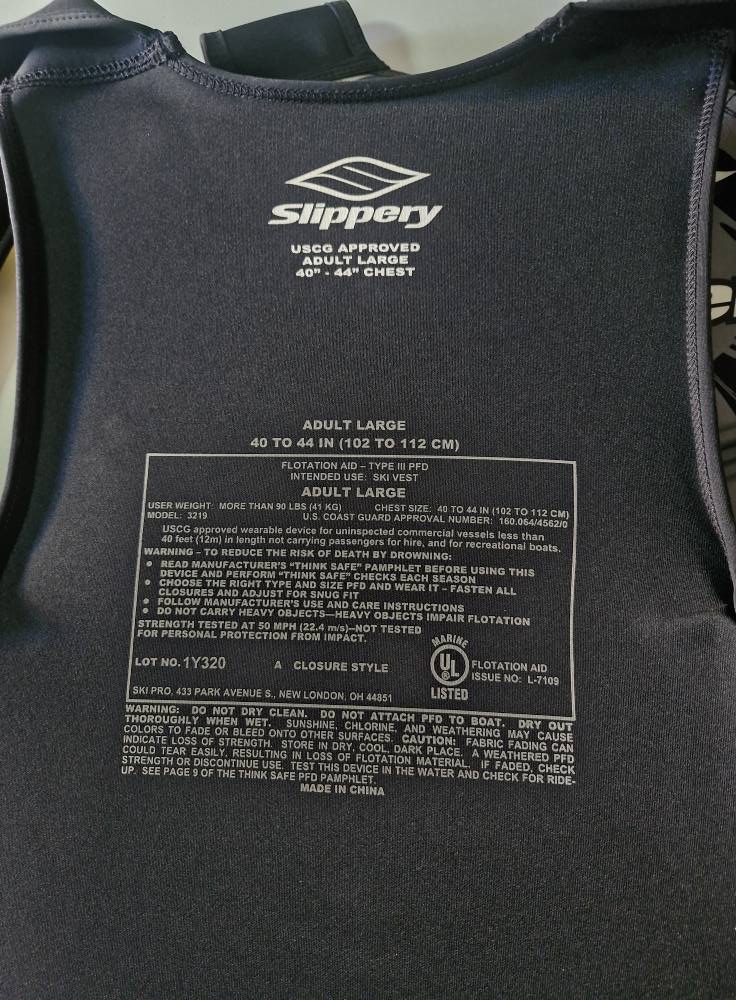 Slippery
USCG APPROVED
ADULT LARGE
40" - 44" CHEST
ADULT LARGE
40 TO 44 IN (102 TO 112 CM)
FLOTATION AID – TYPE III PFD
INTENDED USE: SKI VEST
ADULT LARGE
USER WEIGHT: MORE THAN 90 LBS (41 KG) CHEST SIZE: 40 TO 44 IN (102 TO 112 CM)
MODEL: 3219 U.S. COAST GUARD APPROVAL NUMBER: 160.064/4562/0
USCG approved wearable device for uninspected commercial vessels less than
40 feet (12m) in length not carrying passengers for hire, and for recreational boats.
WARNING – TO REDUCE THE RISK OF DEATH BY DROWNING:
• READ MANUFACTURER'S "THINK SAFE" PAMPHLET BEFORE USING THIS
DEVICE AND PERFORM "THINK SAFE" CHECKS EACH SEASON
• CHOOSE THE RIGHT TYPE AND SIZE PFD AND WEAR IT – FASTEN ALL
CLOSURES AND ADJUST FOR SNUG FIT
• FOLLOW MANUFACTURER'S USE AND CARE INSTRUCTIONS
• DO NOT CARRY HEAVY OBJECTS—HEAVY OBJECTS IMPAIR FLOTATION
STRENGTH TESTED AT 50 MPH (22.4 m/s)–NOT TESTED
FOR PERSONAL PROTECTION FROM IMPACT.
LOT NO. 1Y320 A CLOSURE STYLE
MARINE
UL ®
LISTED
FLOTATION AID
ISSUE NO: L-7109
SKI PRO, 433 PARK AVENUE S., NEW LONDON, OH 44851
WARNING: DO NOT DRY CLEAN. DO NOT ATTACH PFD TO BOAT. DRY OUT
THOROUGHLY WHEN WET. SUNSHINE, CHLORINE, AND WEATHERING MAY CAUSE
COLORS TO FADE OR BLEED ONTO OTHER SURFACES. CAUTION: FABRIC FADING CAN
INDICATE LOSS OF STRENGTH. STORE IN DRY, COOL, DARK PLACE. A WEATHERED PFD
COULD TEAR EASILY, RESULTING IN LOSS OF FLOTATION MATERIAL. IF FADED, CHECK
STRENGTH OR DISCONTINUE USE. TEST THIS DEVICE IN THE WATER AND CHECK FOR RIDE-
UP. SEE PAGE 9 OF THE THINK SAFE PFD PAMPHLET.
MADE IN CHINA